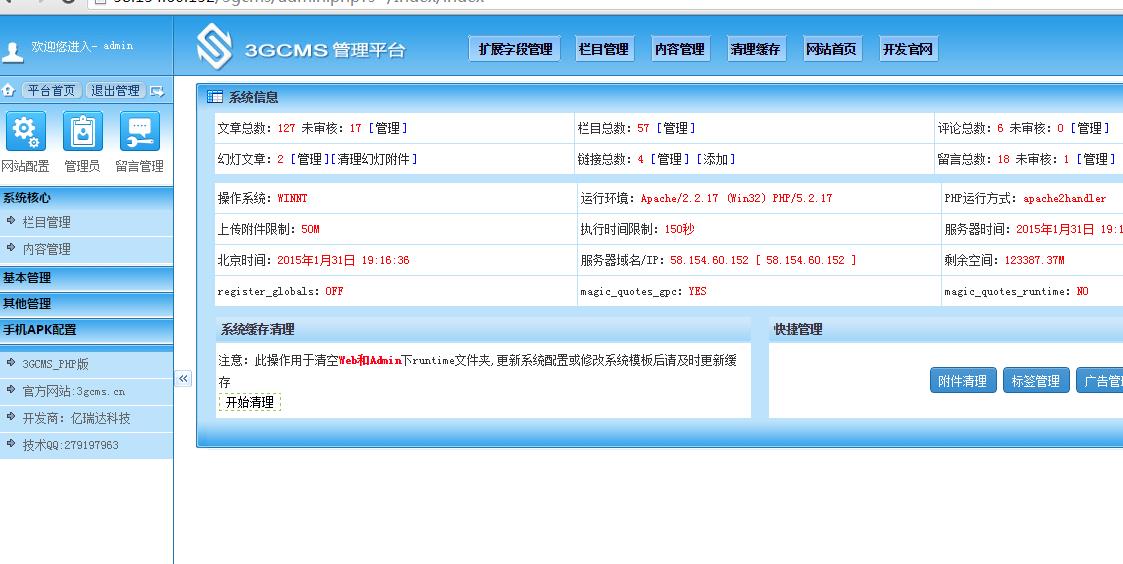 欢迎您进入- admin
3GCMS 管理平台
扩展字段管理 栏目管理 内容管理 清理缓存 网站首页 开发官网
平台首页 退出管理
网站配置 管理员 留言管理
系统核心
栏目管理
内容管理
基本管理
其他管理
手机APK配置
3GCMS_PHP版
官方网站:3gcms.cn
开发商：亿瑞达科技
技术QQ:279197963
系统信息
文章总数：127 未审核：17 [管理] 栏目总数：57 [管理] 评论总数：6 未审核：0 [管理]
幻灯文章：2 [管理][清理幻灯附件] 链接总数：4 [管理] [添加] 留言总数：18 未审核：1 [管理]
操作系统：WINNT 运行环境：Apache/2.2.17 (Win32) PHP/5.2.17 PHP运行方式：apache2handler
上传附件限制：50M 执行时间限制：150秒 服务器时间：2015年1月31日
北京时间：2015年1月31日 19:16:36 服务器域名/IP：58.154.60.152 [ 58.154.60.152 ] 剩余空间：123387.37M
register_globals：OFF magic_quotes_gpc：YES magic_quotes_runtime：NO
系统缓存清理 快捷管理
注意：此操作用于清空Web和Admin下runtime文件夹,更新系统配置或修改系统模板后请及时更新缓
存
开始清理
附件清理 标签管理 广告管